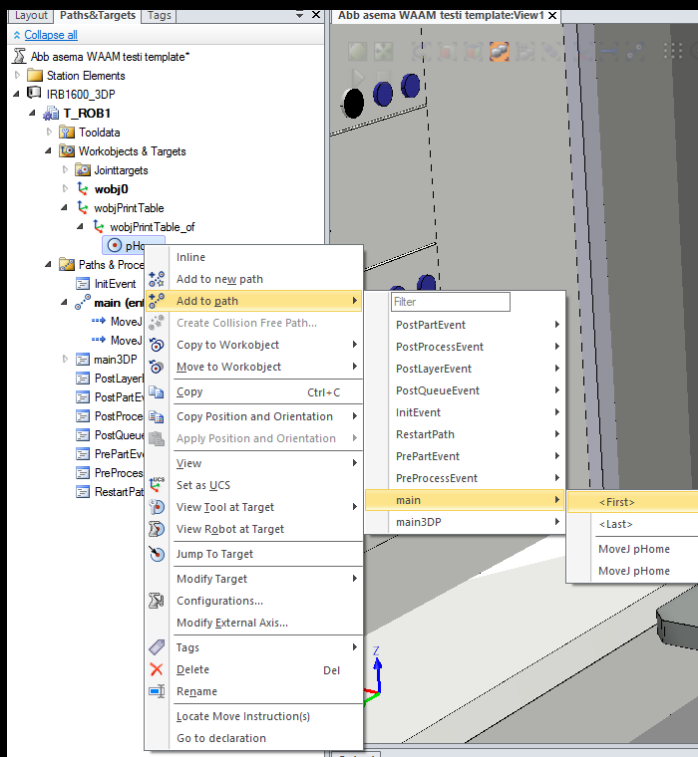 Layout Paths&Targets Tags
Collapse all
Abb asema WAAM testi template*
Station Elements
IRB1600_3DP
T_ROB1
Tooldata
Workobjects & Targets
Jointtargets
wobj0
wobjPrintTable
wobjPrintTable_of
pHo
Paths & Proce
InitEvent
main (en
MoveJ
MoveJ
main3DP
PostLayer
PostPartEv
PostProce
PostQueue
PrePartEv
PreProces
RestartPat
Abb asema WAAM testi template:View1
Inline
Add to new path
Add to path
Create Collision Free Path...
Copy to Workobject
Move to Workobject
Copy Ctrl+C
Copy Position and Orientation
Apply Position and Orientation
View
Set as UCS
View Tool at Target
View Robot at Target
Jump To Target
Modify Target
Configurations...
Modify External Axis...
Tags
Delete Del
Rename
Locate Move Instruction(s)
Go to declaration
Filter
PostPartEvent
PostProcessEvent
PostLayerEvent
PostQueueEvent
InitEvent
RestartPath
PrePartEvent
PreProcessEvent
main
main3DP
<First>
<Last>
MoveJ pHome
MoveJ pHome
Z